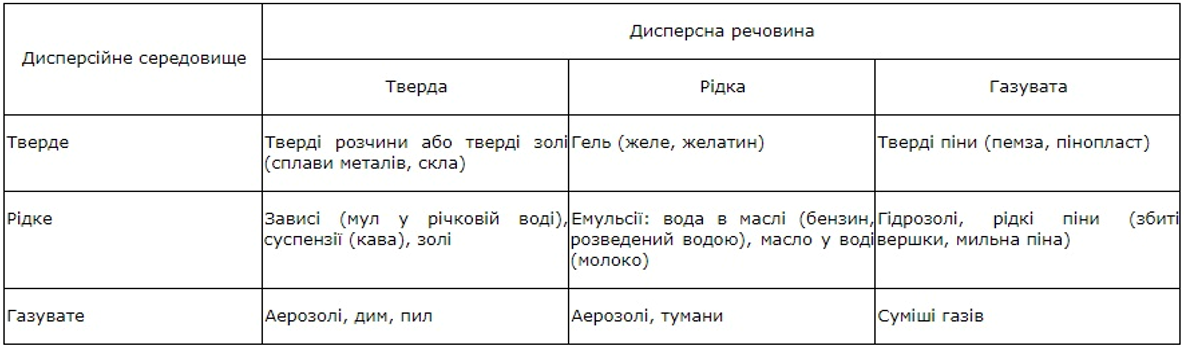 Дисперсійне середовище
Дисперсна речовина
Тверда
Рідка
Газувата
Тверде
Тверді розчини або тверді золі
(сплави металів, скла)
Гель (желе, желатин)
Тверді піни (пемза, пінопласт)
Рідке
Зависі (мул у річковій воді),
суспензії (кава), золі
Емульсії: вода в маслі (бензин,
розведений водою), масло у воді
(молоко)
Гідрозолі, рідкі піни (збиті
вершки, мильна піна)
Газувате
Аерозолі, дим, пил
Аерозолі, тумани
Суміші газів